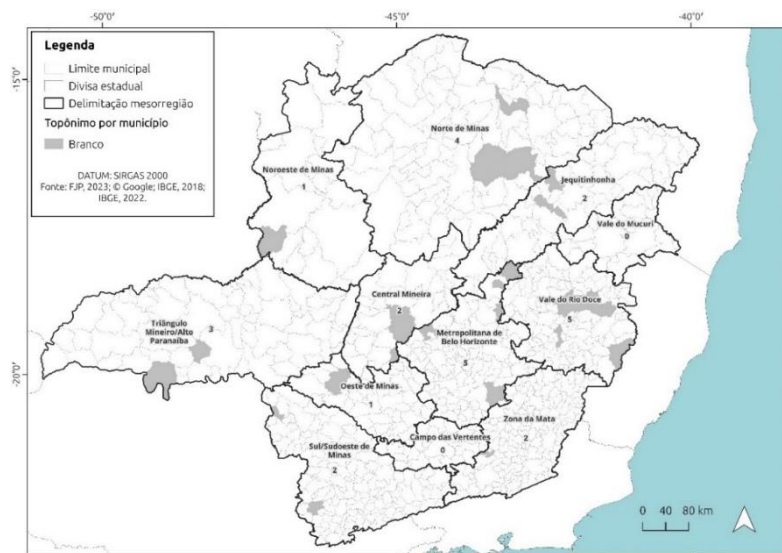 -50°0'
-45°0'
-40°0'
-15°0'
-20°0'
Legenda
Limite municipal
Divisa estadual
Delimitação mesorregião
Topônimo por município
Branco
DATUM: SIRGAS 2000
Fonte: FJP, 2023; © Google; IBGE, 2018;
IBGE, 2022.
Norte de Minas
4
Noroeste de Minas
1
Jequitinhonha
2
Vale do Mucuri
0
Central Mineira
2
Vale do Rio Doce
5
Triângulo
Mineiro/Alto
Paranaíba
3
Metropolitana de
Belo Horizonte
5
Oeste de Minas
1
Zona da Mata
2
Campo das Vertentes
0
Sul/Sudoeste de
Minas
2
0 40 80 km